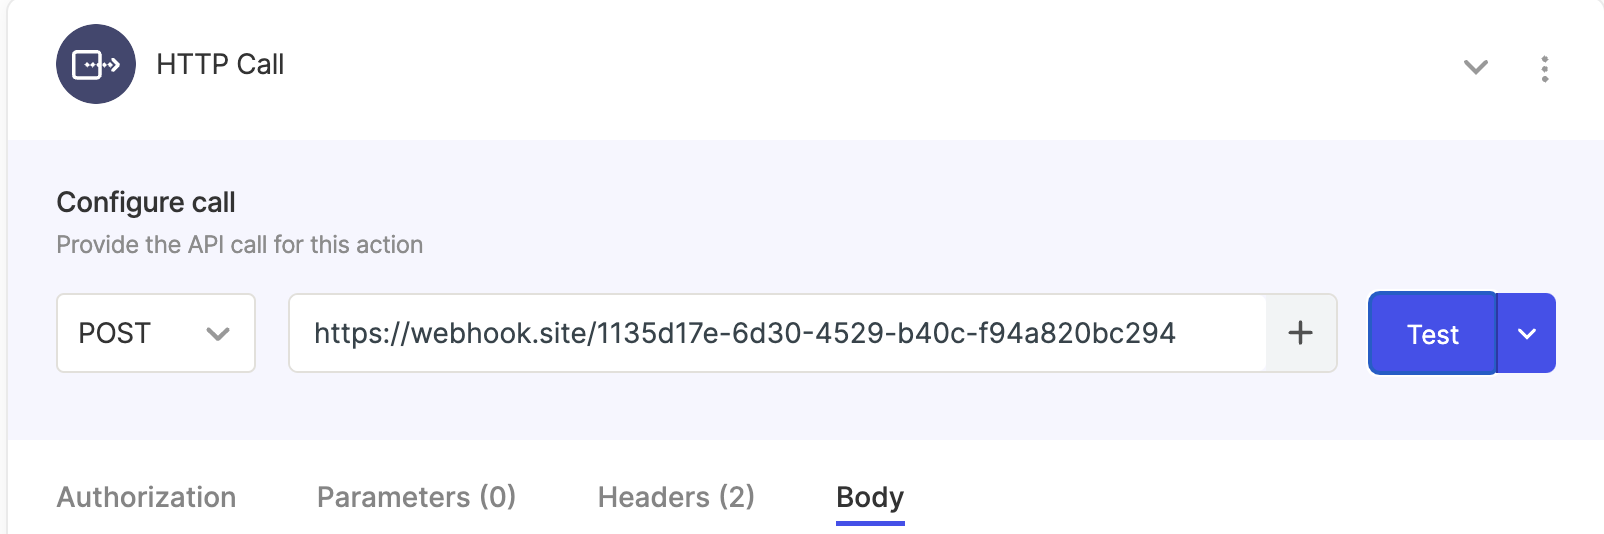 HTTP Call
Configure call
Provide the API call for this action
POST
https://webhook.site/1135d17e-6d30-4529-b40c-f94a820bc294
+
Test
Authorization
Parameters (0)
Headers (2)
Body